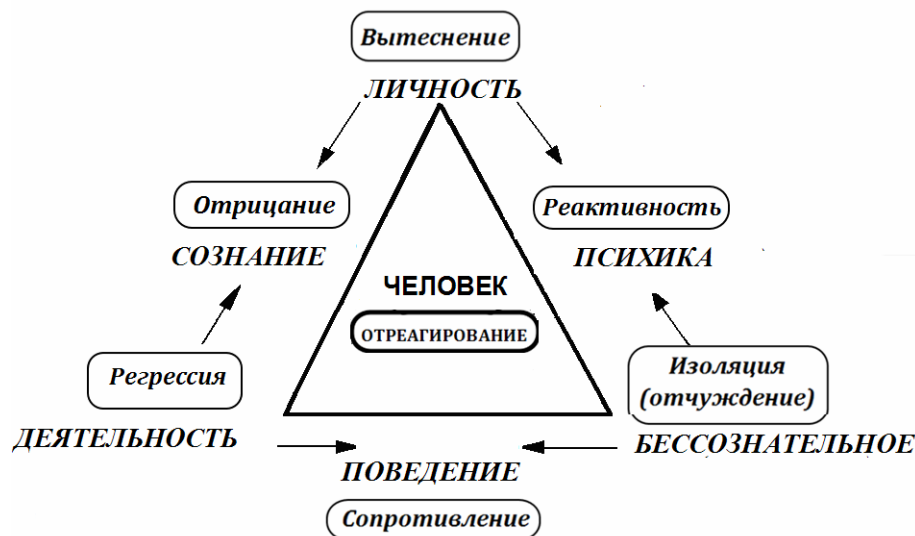 Вытеснение
ЛИЧНОСТЬ
Отрицание
Реактивность
СОЗНАНИЕ
ПСИХИКА
ЧЕЛОВЕК
ОТРЕАГИРОВАНИЕ
Регрессия
Изоляция
(отчуждение)
ДЕЯТЕЛЬНОСТЬ
БЕССОЗНАТЕЛЬНОЕ
ПОВЕДЕНИЕ
Сопротивление